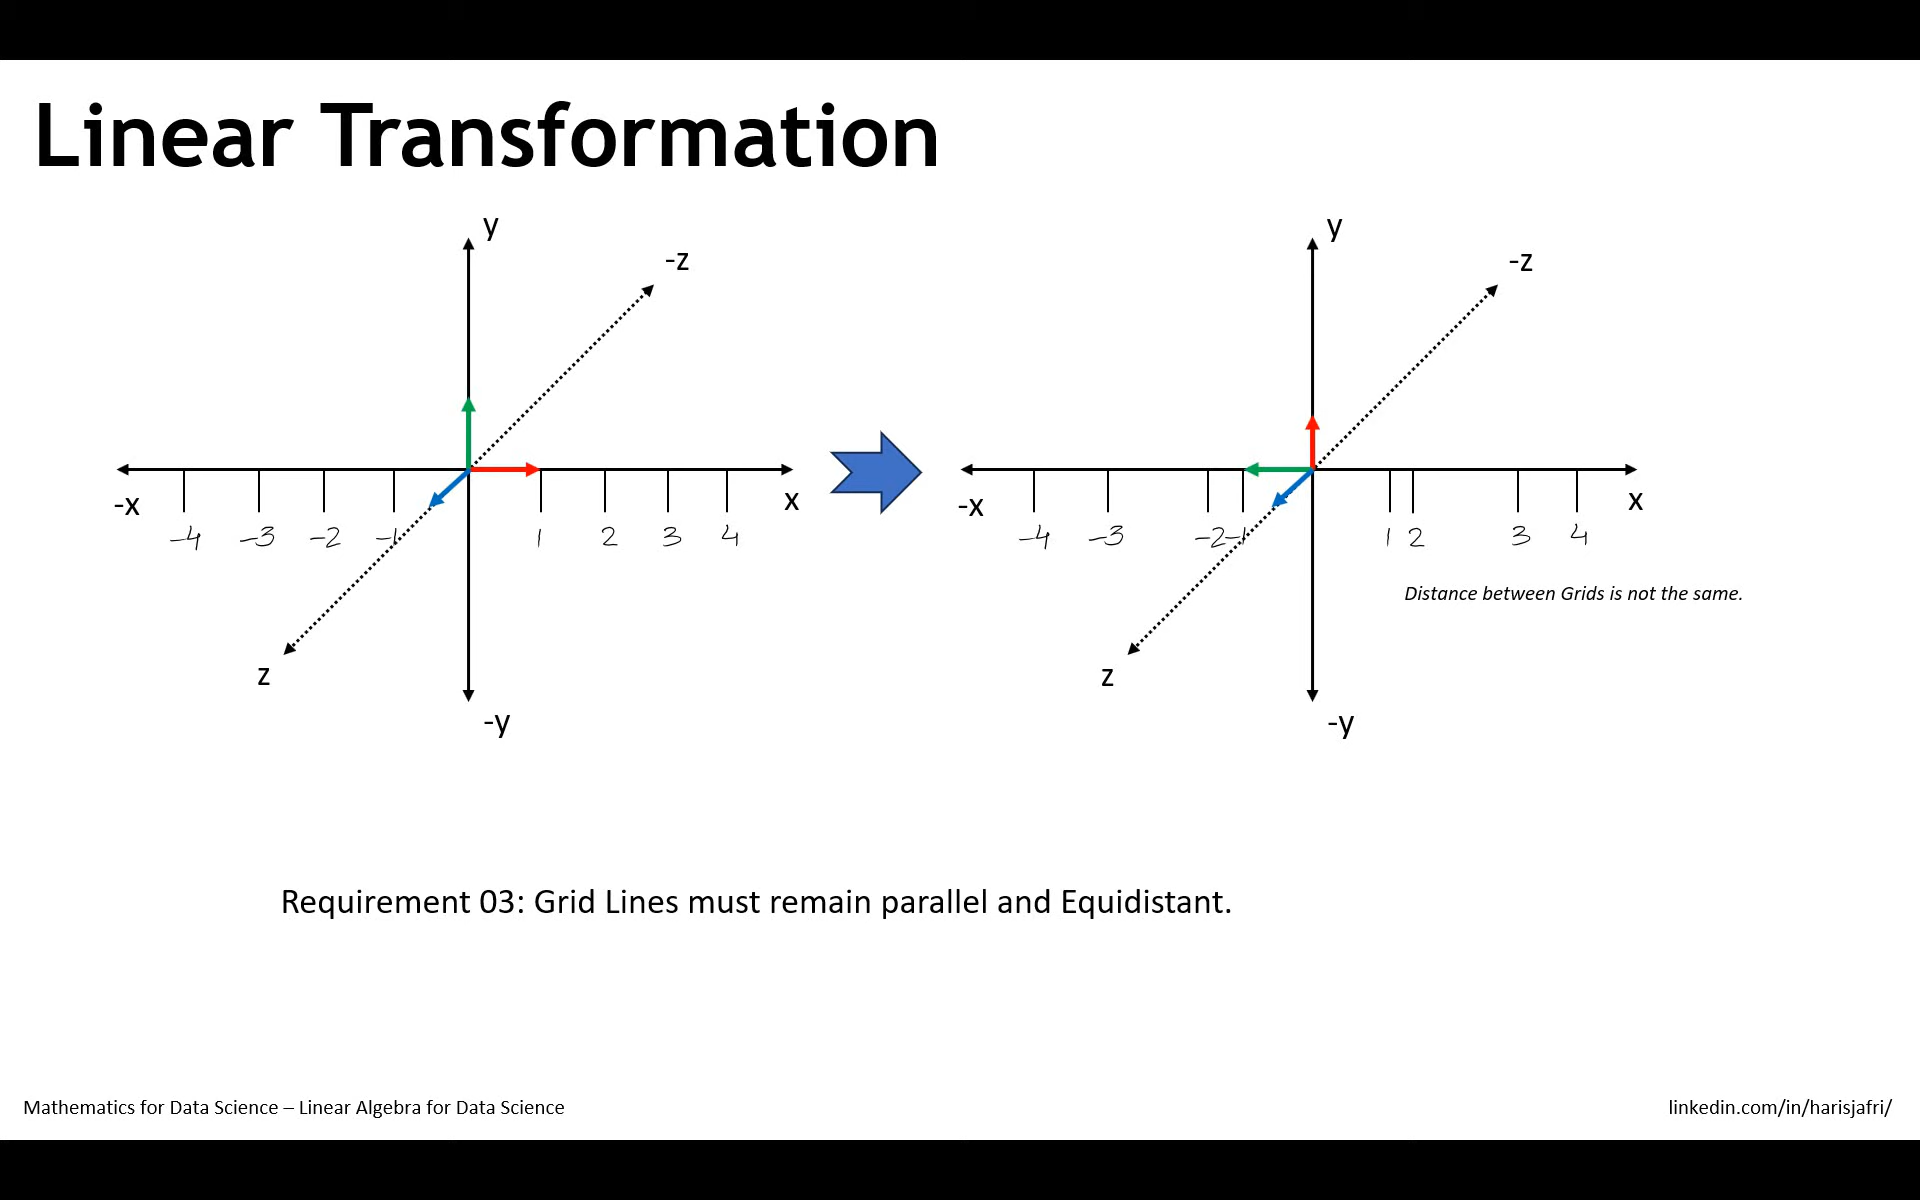 Linear Transformation
y
-z
-x
x
-4 -3 -2 -1 1 2 3 4
z
-y
y
-z
-x
x
-4 -3 -2 -1 1 2 3 4
Distance between Grids is not the same.
z
-y
Requirement 03: Grid Lines must remain parallel and Equidistant.
Mathematics for Data Science – Linear Algebra for Data Science
linkedin.com/in/harisjafri/